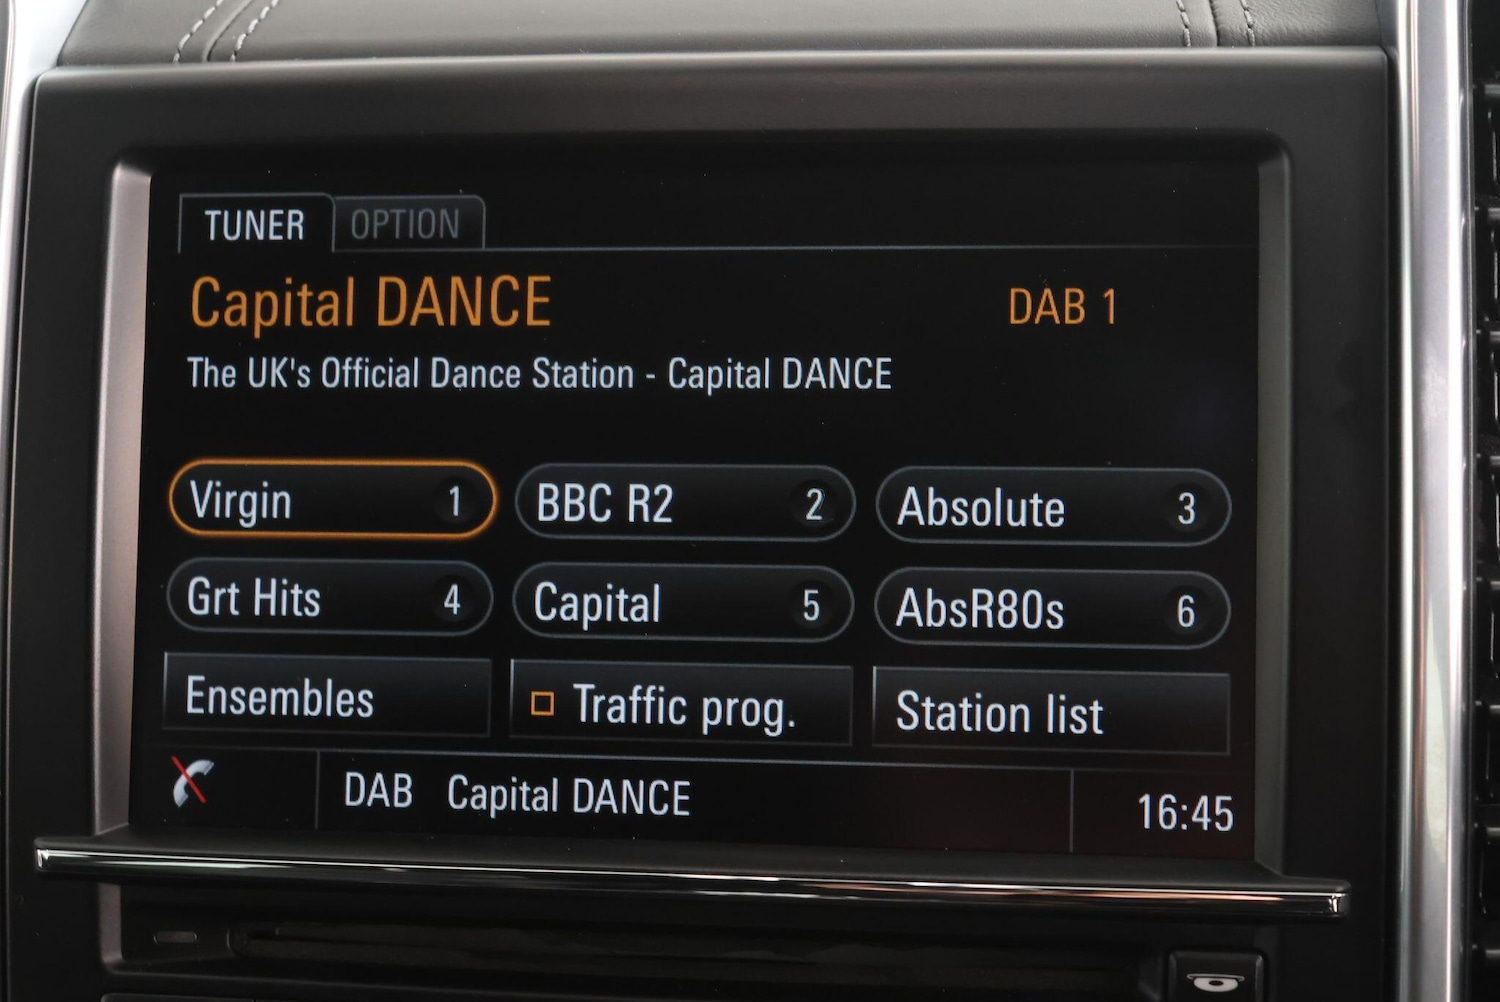 TUNER OPTION
Capital DANCE DAB 1
The UK's Official Dance Station - Capital DANCE
Virgin 1 BBC R2 2 Absolute 3
Grt Hits 4 Capital 5 AbsR80s 6
Ensembles Traffic prog. Station list
DAB Capital DANCE 16:45